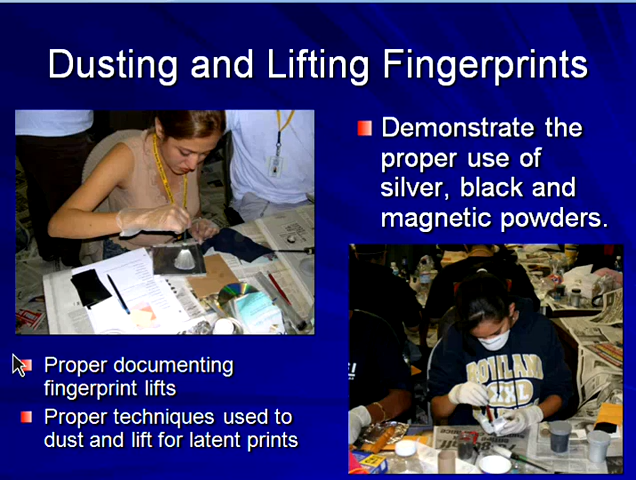 Dusting and Lifting Fingerprints
Demonstrate the
proper use of
silver, black and
magnetic powders.
Proper documenting
fingerprint lifts
Proper techniques used to
dust and lift for latent prints